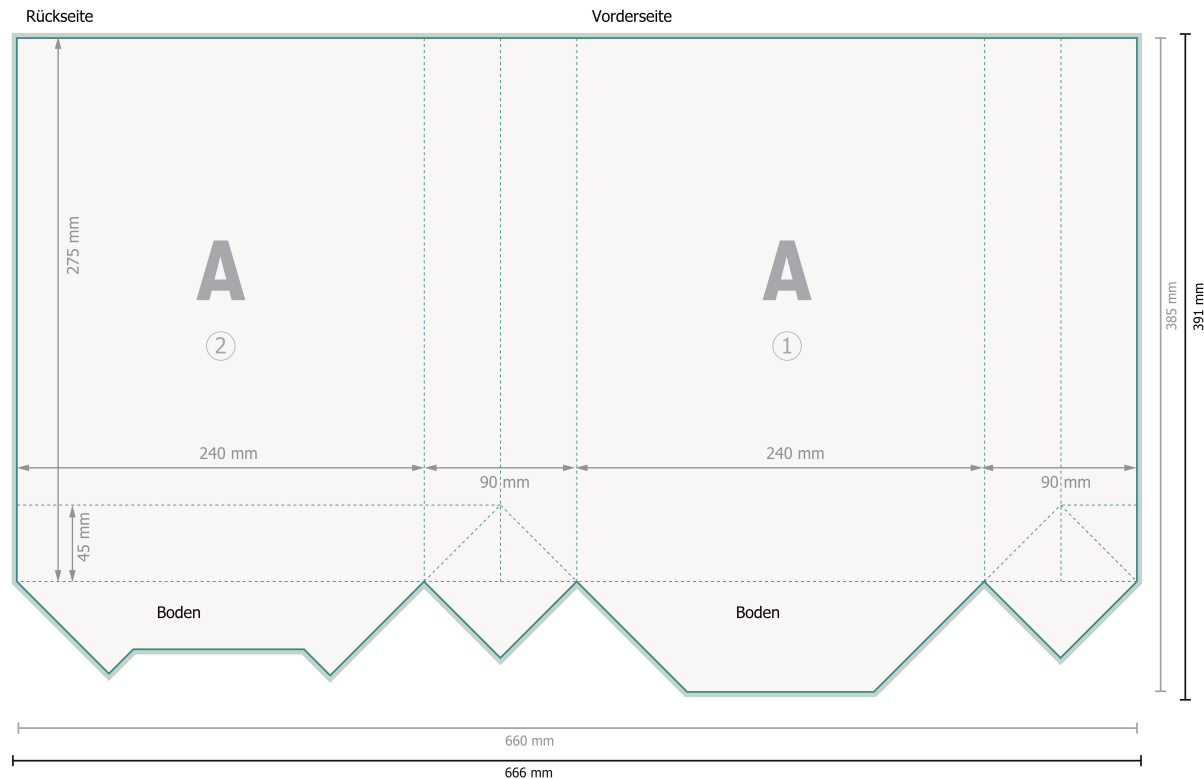 Rückseite
Vorderseite
275 mm
A
A
2
1
385 mm
391 mm
240 mm
90 mm
240 mm
90 mm
45 mm
Boden
Boden
660 mm
666 mm